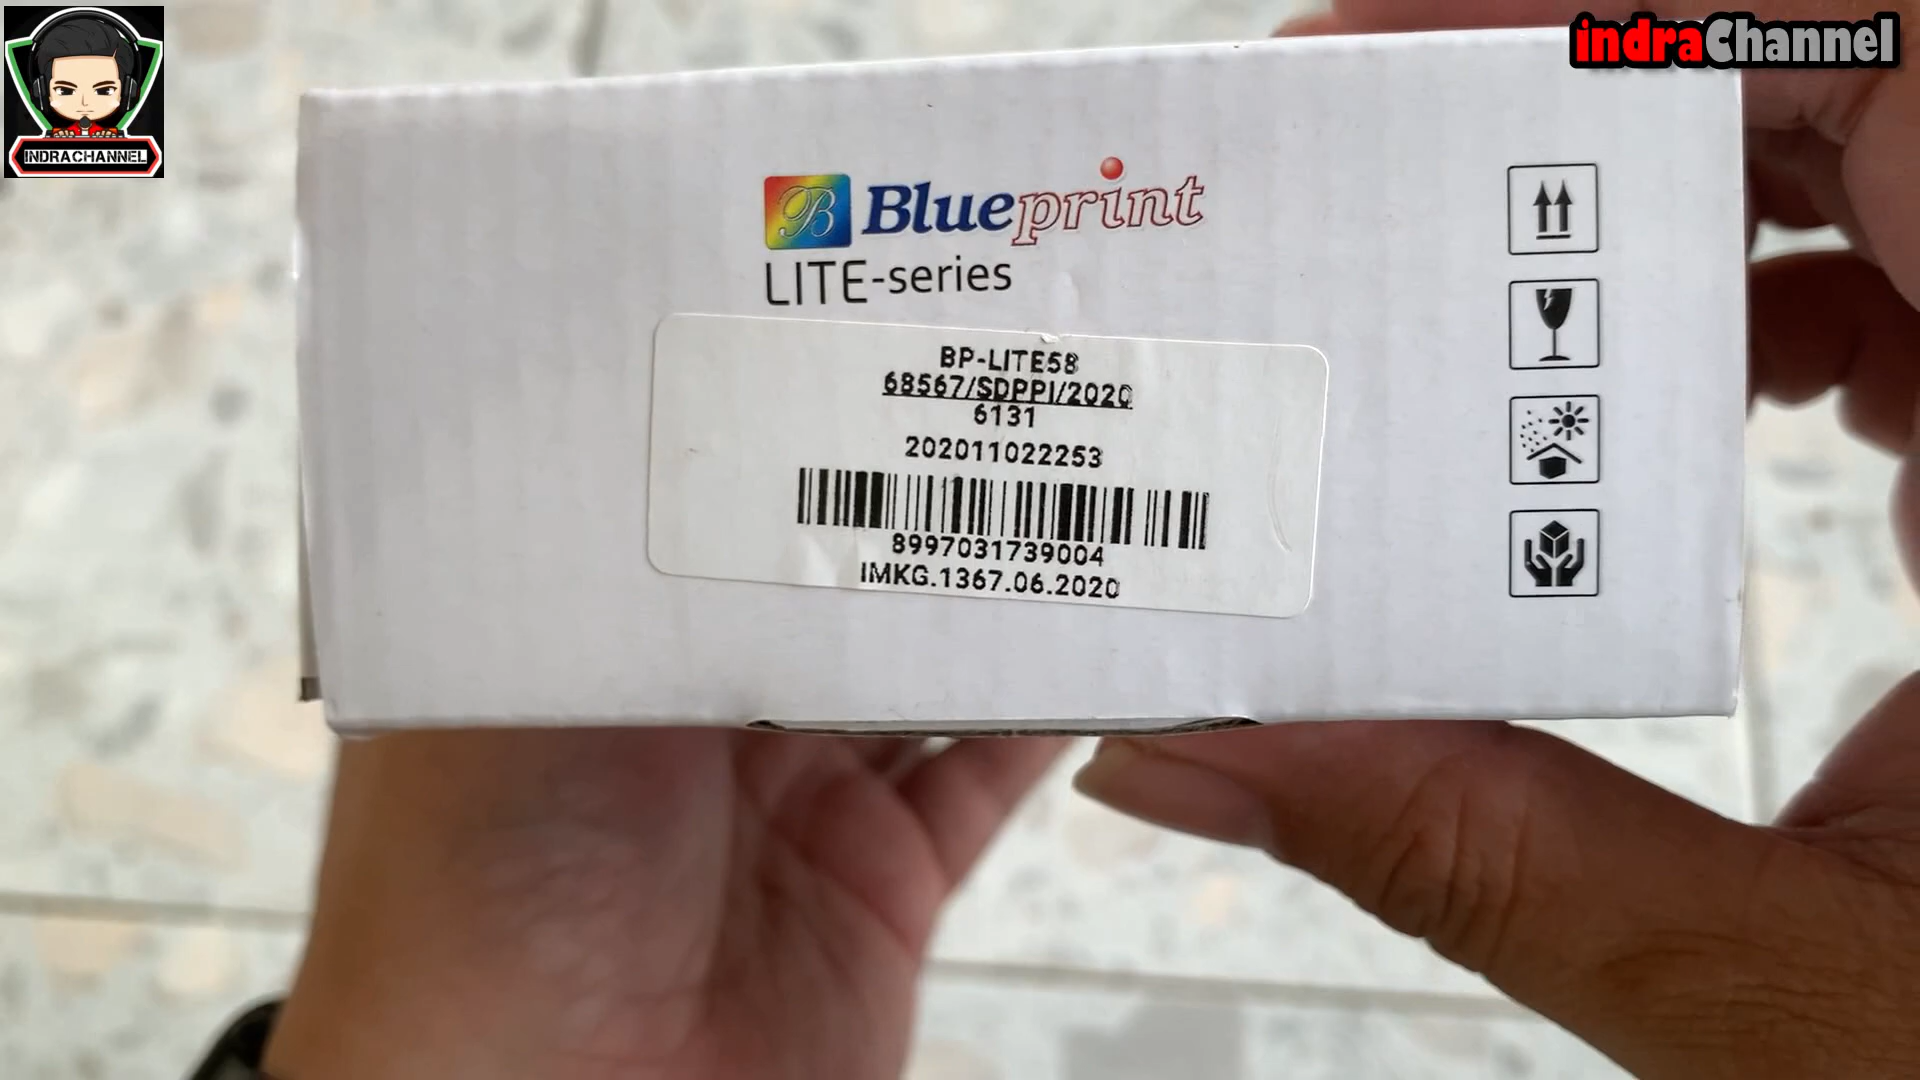 indraChannel
INDRACHANNEL
B Blueprint
LITE-series
BP-LITE58
68567/SDPPI/2020
6131
202011022253
8997031739004
IMKG.1367.06.2020